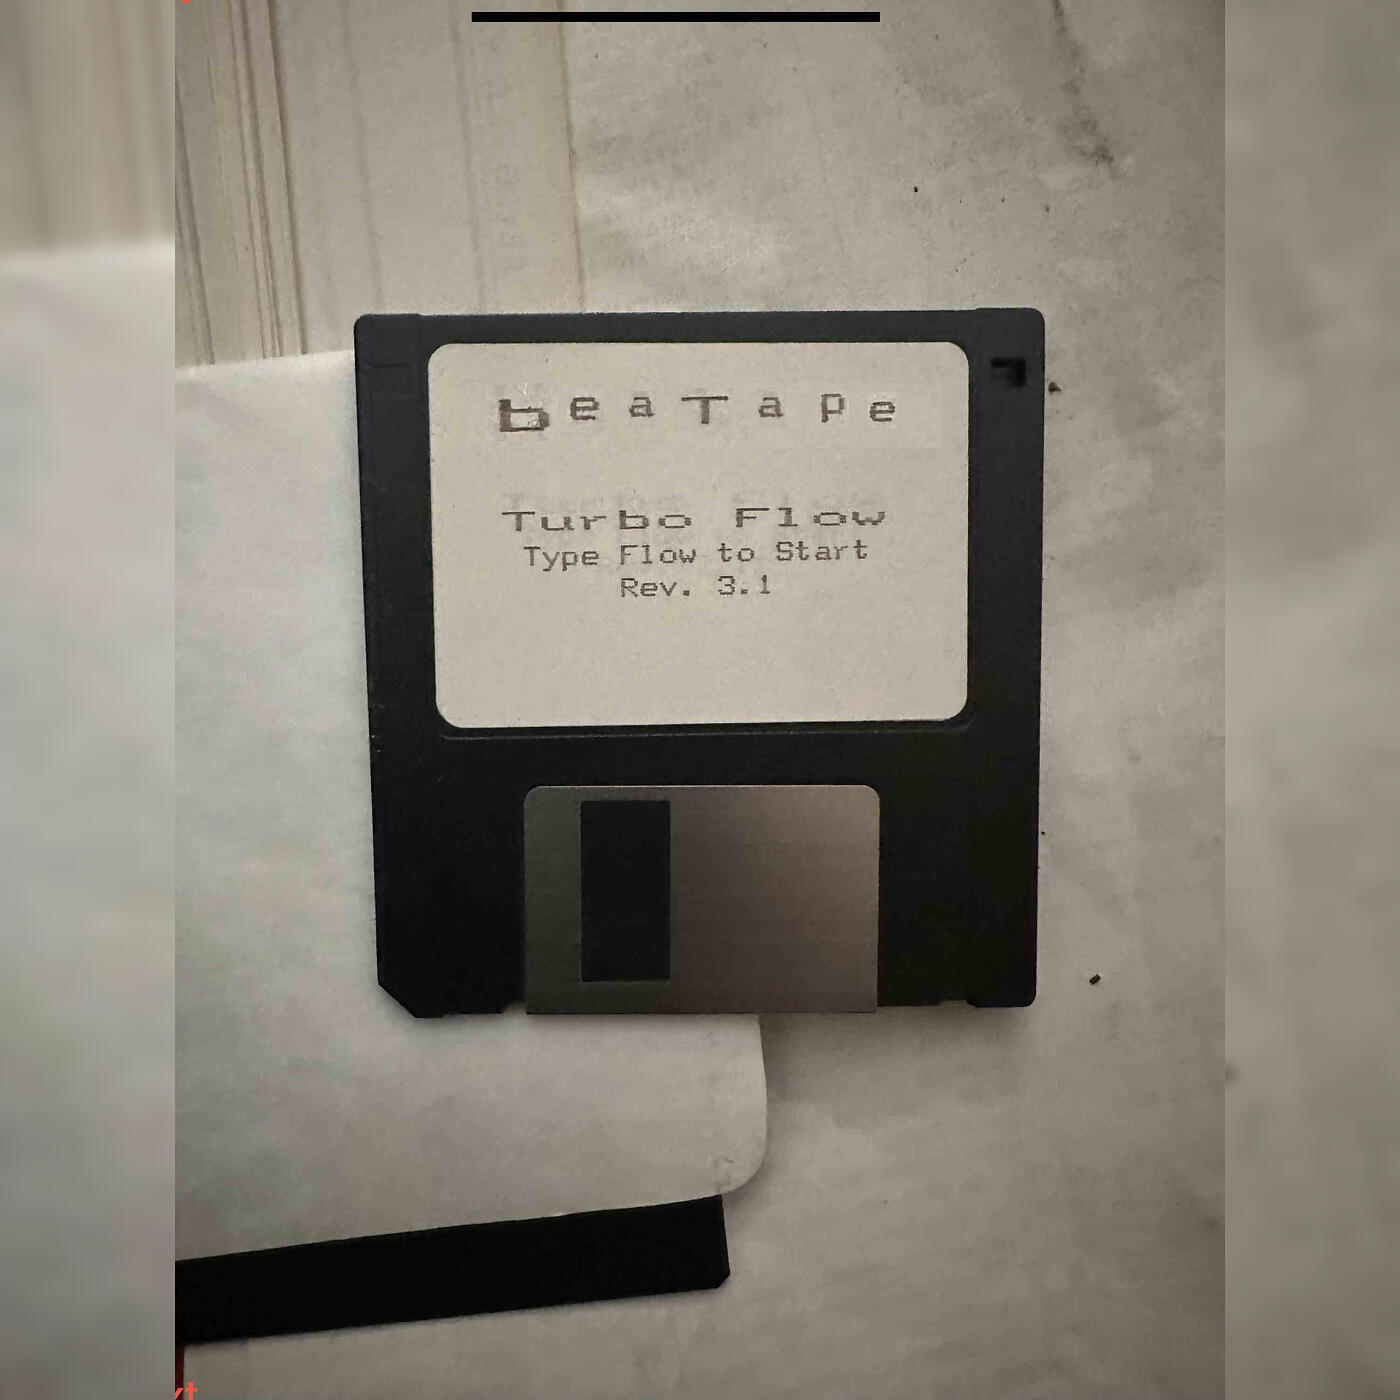 beaTape
Turbo Flow
Type Flow to Start
Rev. 3.1